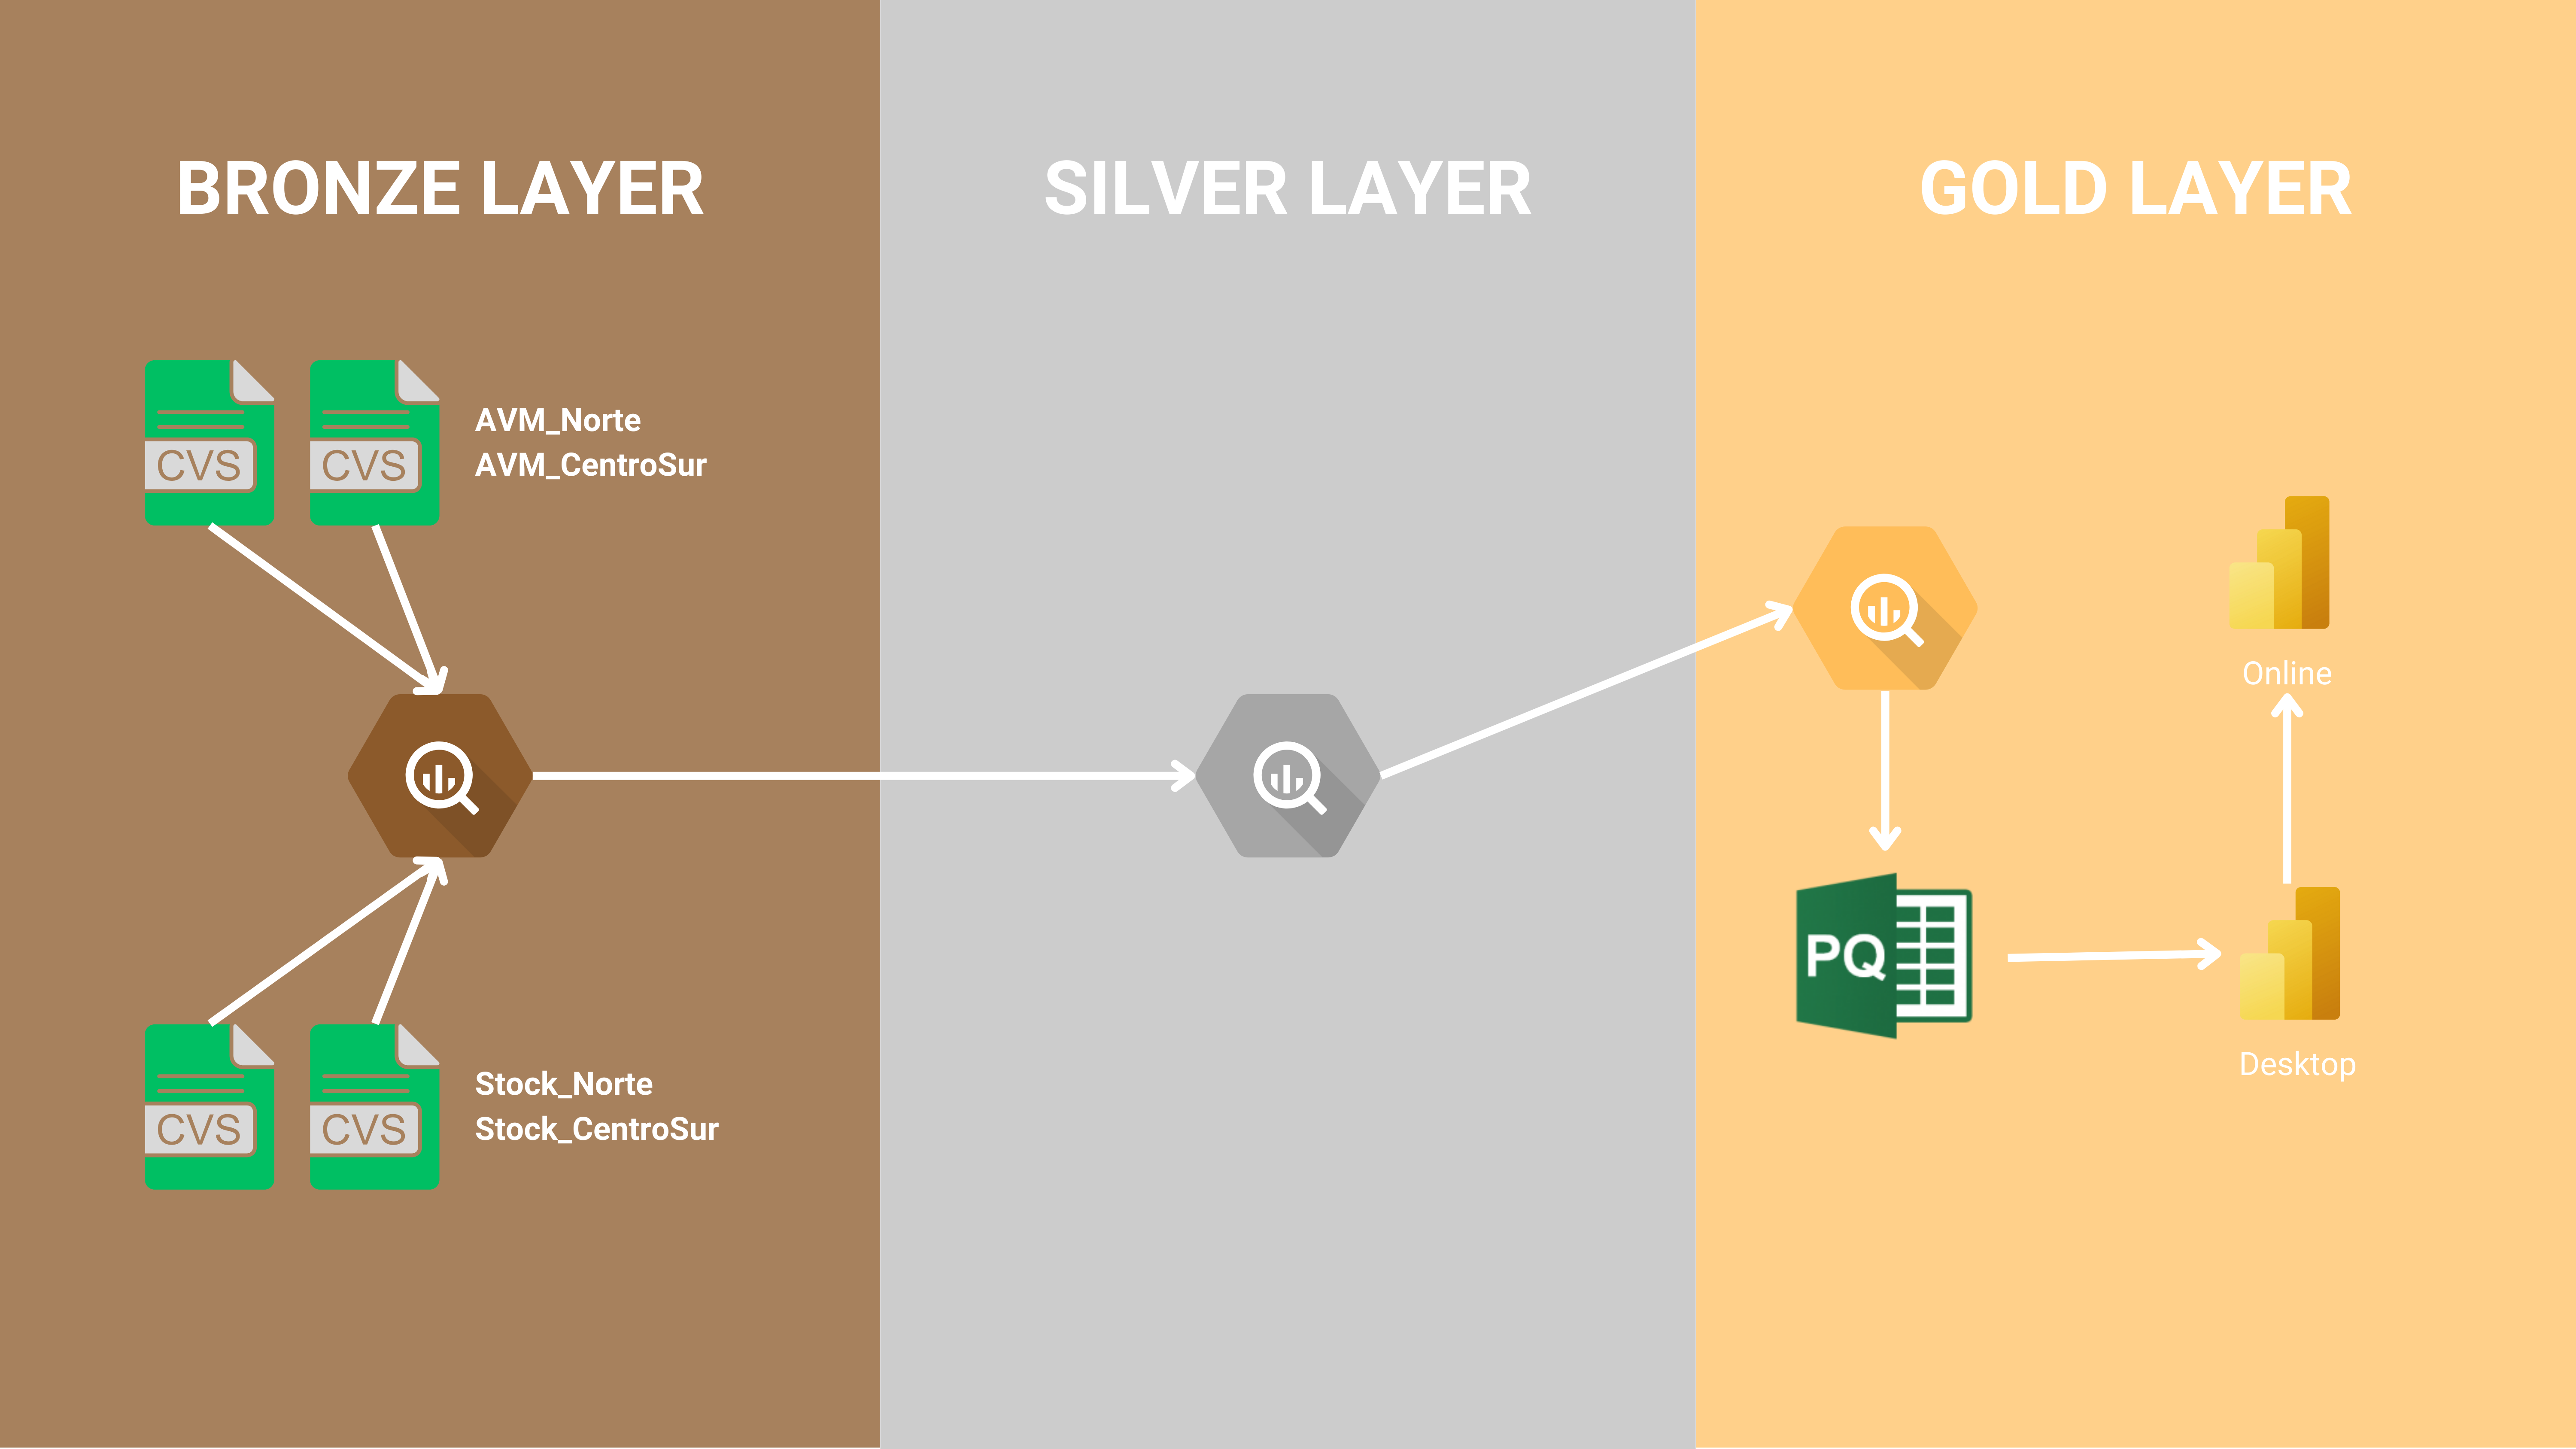 BRONZE LAYER
SILVER LAYER
GOLD LAYER
CVS
CVS
AVM_Norte
AVM_CentroSur
CVS
CVS
Stock_Norte
Stock_CentroSur
Online
PQ
Desktop